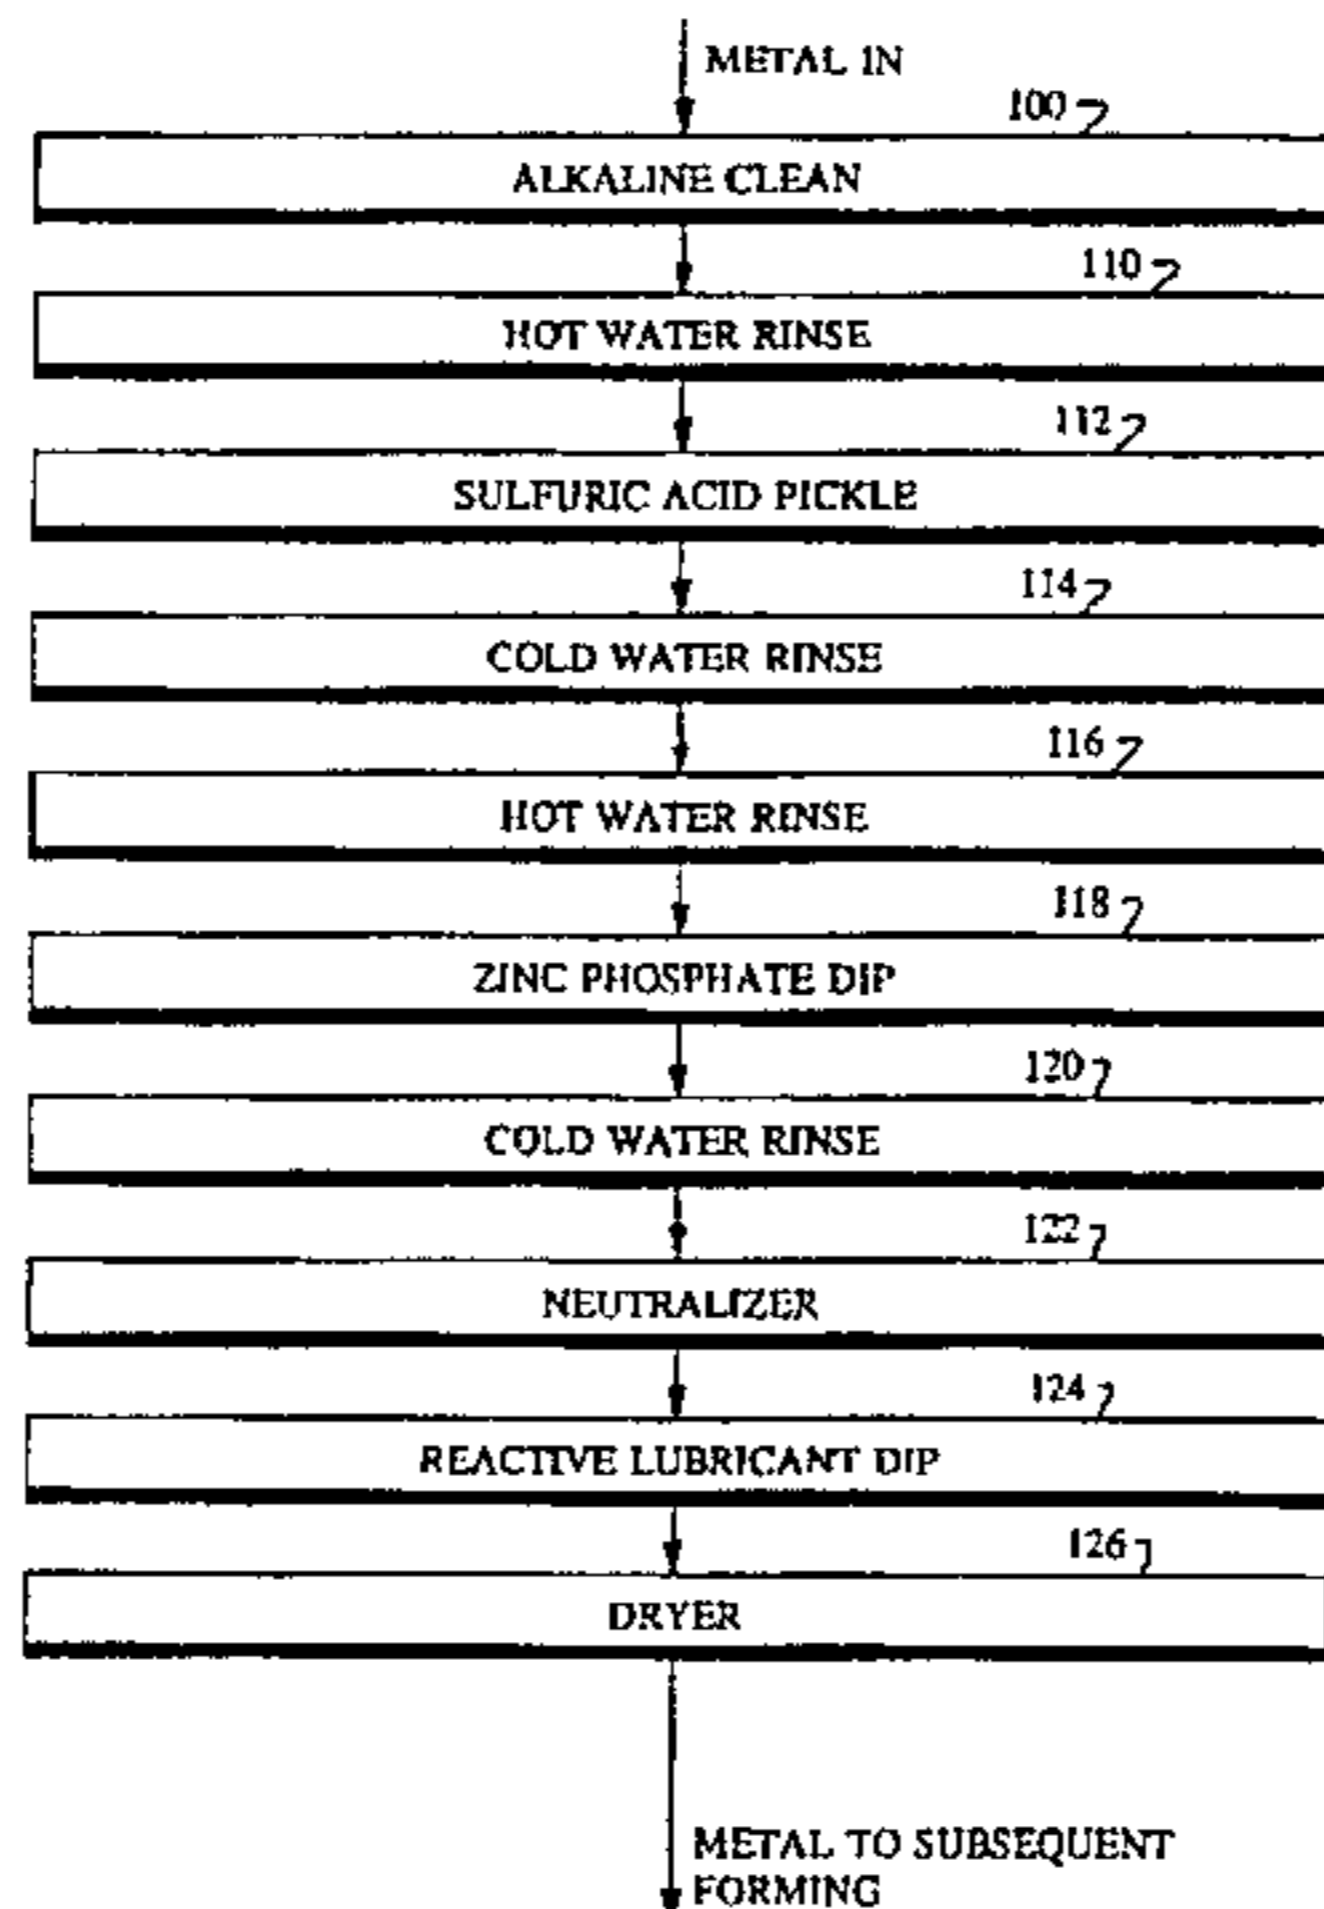 METAL IN
100
ALKALINE CLEAN
110
HOT WATER RINSE
112
SULFURIC ACID PICKLE
114
COLD WATER RINSE
116
HOT WATER RINSE
118
ZINC PHOSPHATE DIP
120
COLD WATER RINSE
122
NEUTRALIZER
124
REACTIVE LUBRICANT DIP
126
DRYER
METAL TO SUBSEQUENT
FORMING